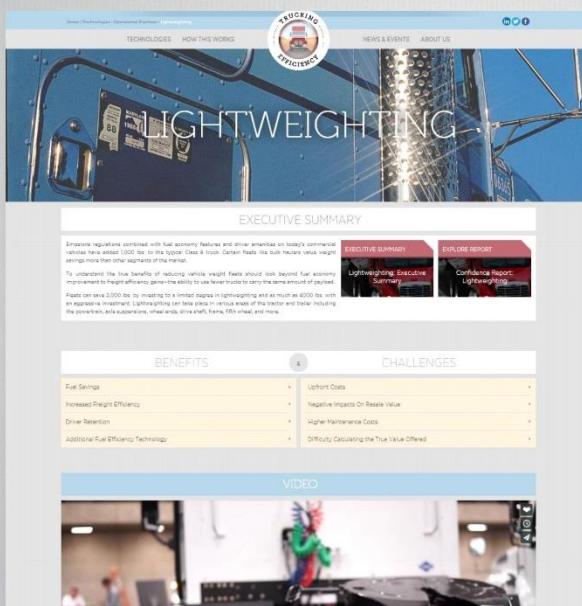 Home / Technologies / Operational Practices / Lightweighting
TECHNOLOGIES HOW THIS WORKS
TRUCKING
EFFICIENCY
NEWS & EVENTS ABOUT US
LIGHTWEIGHTING
EXECUTIVE SUMMARY
Emissions regulations combined with fuel economy features and driver amenities on today's commercial
vehicles have added 1,000 lbs. to the typical Class 8 truck. Certain fleets like bulk haulers value weight
savings more than other segments of the market.
To understand the true benefits of reducing vehicle weight fleets should look beyond fuel economy
improvement to freight efficiency gains–the ability to use fewer trucks to carry the same amount of payload.
Fleets can save 2,000 lbs. by investing to a limited degree in lightweighting and as much as 4000 lbs. with
an aggressive investment. Lightweighting can take place in various areas of the tractor and trailer including
the powertrain, axle suspensions, wheel ends, drive shaft, frame, fifth wheel, and more.
EXECUTIVE SUMMARY
Lightweighting: Executive
Summary
EXPLORE REPORT
Confidence Report:
Lightweighting
BENEFITS & CHALLENGES
Fuel Savings
Increased Freight Efficiency
Driver Retention
Additional Fuel Efficiency Technology
Upfront Costs
Negative Impacts On Resale Value
Higher Maintenance Costs
Difficulty Calculating the True Value Offered
VIDEO